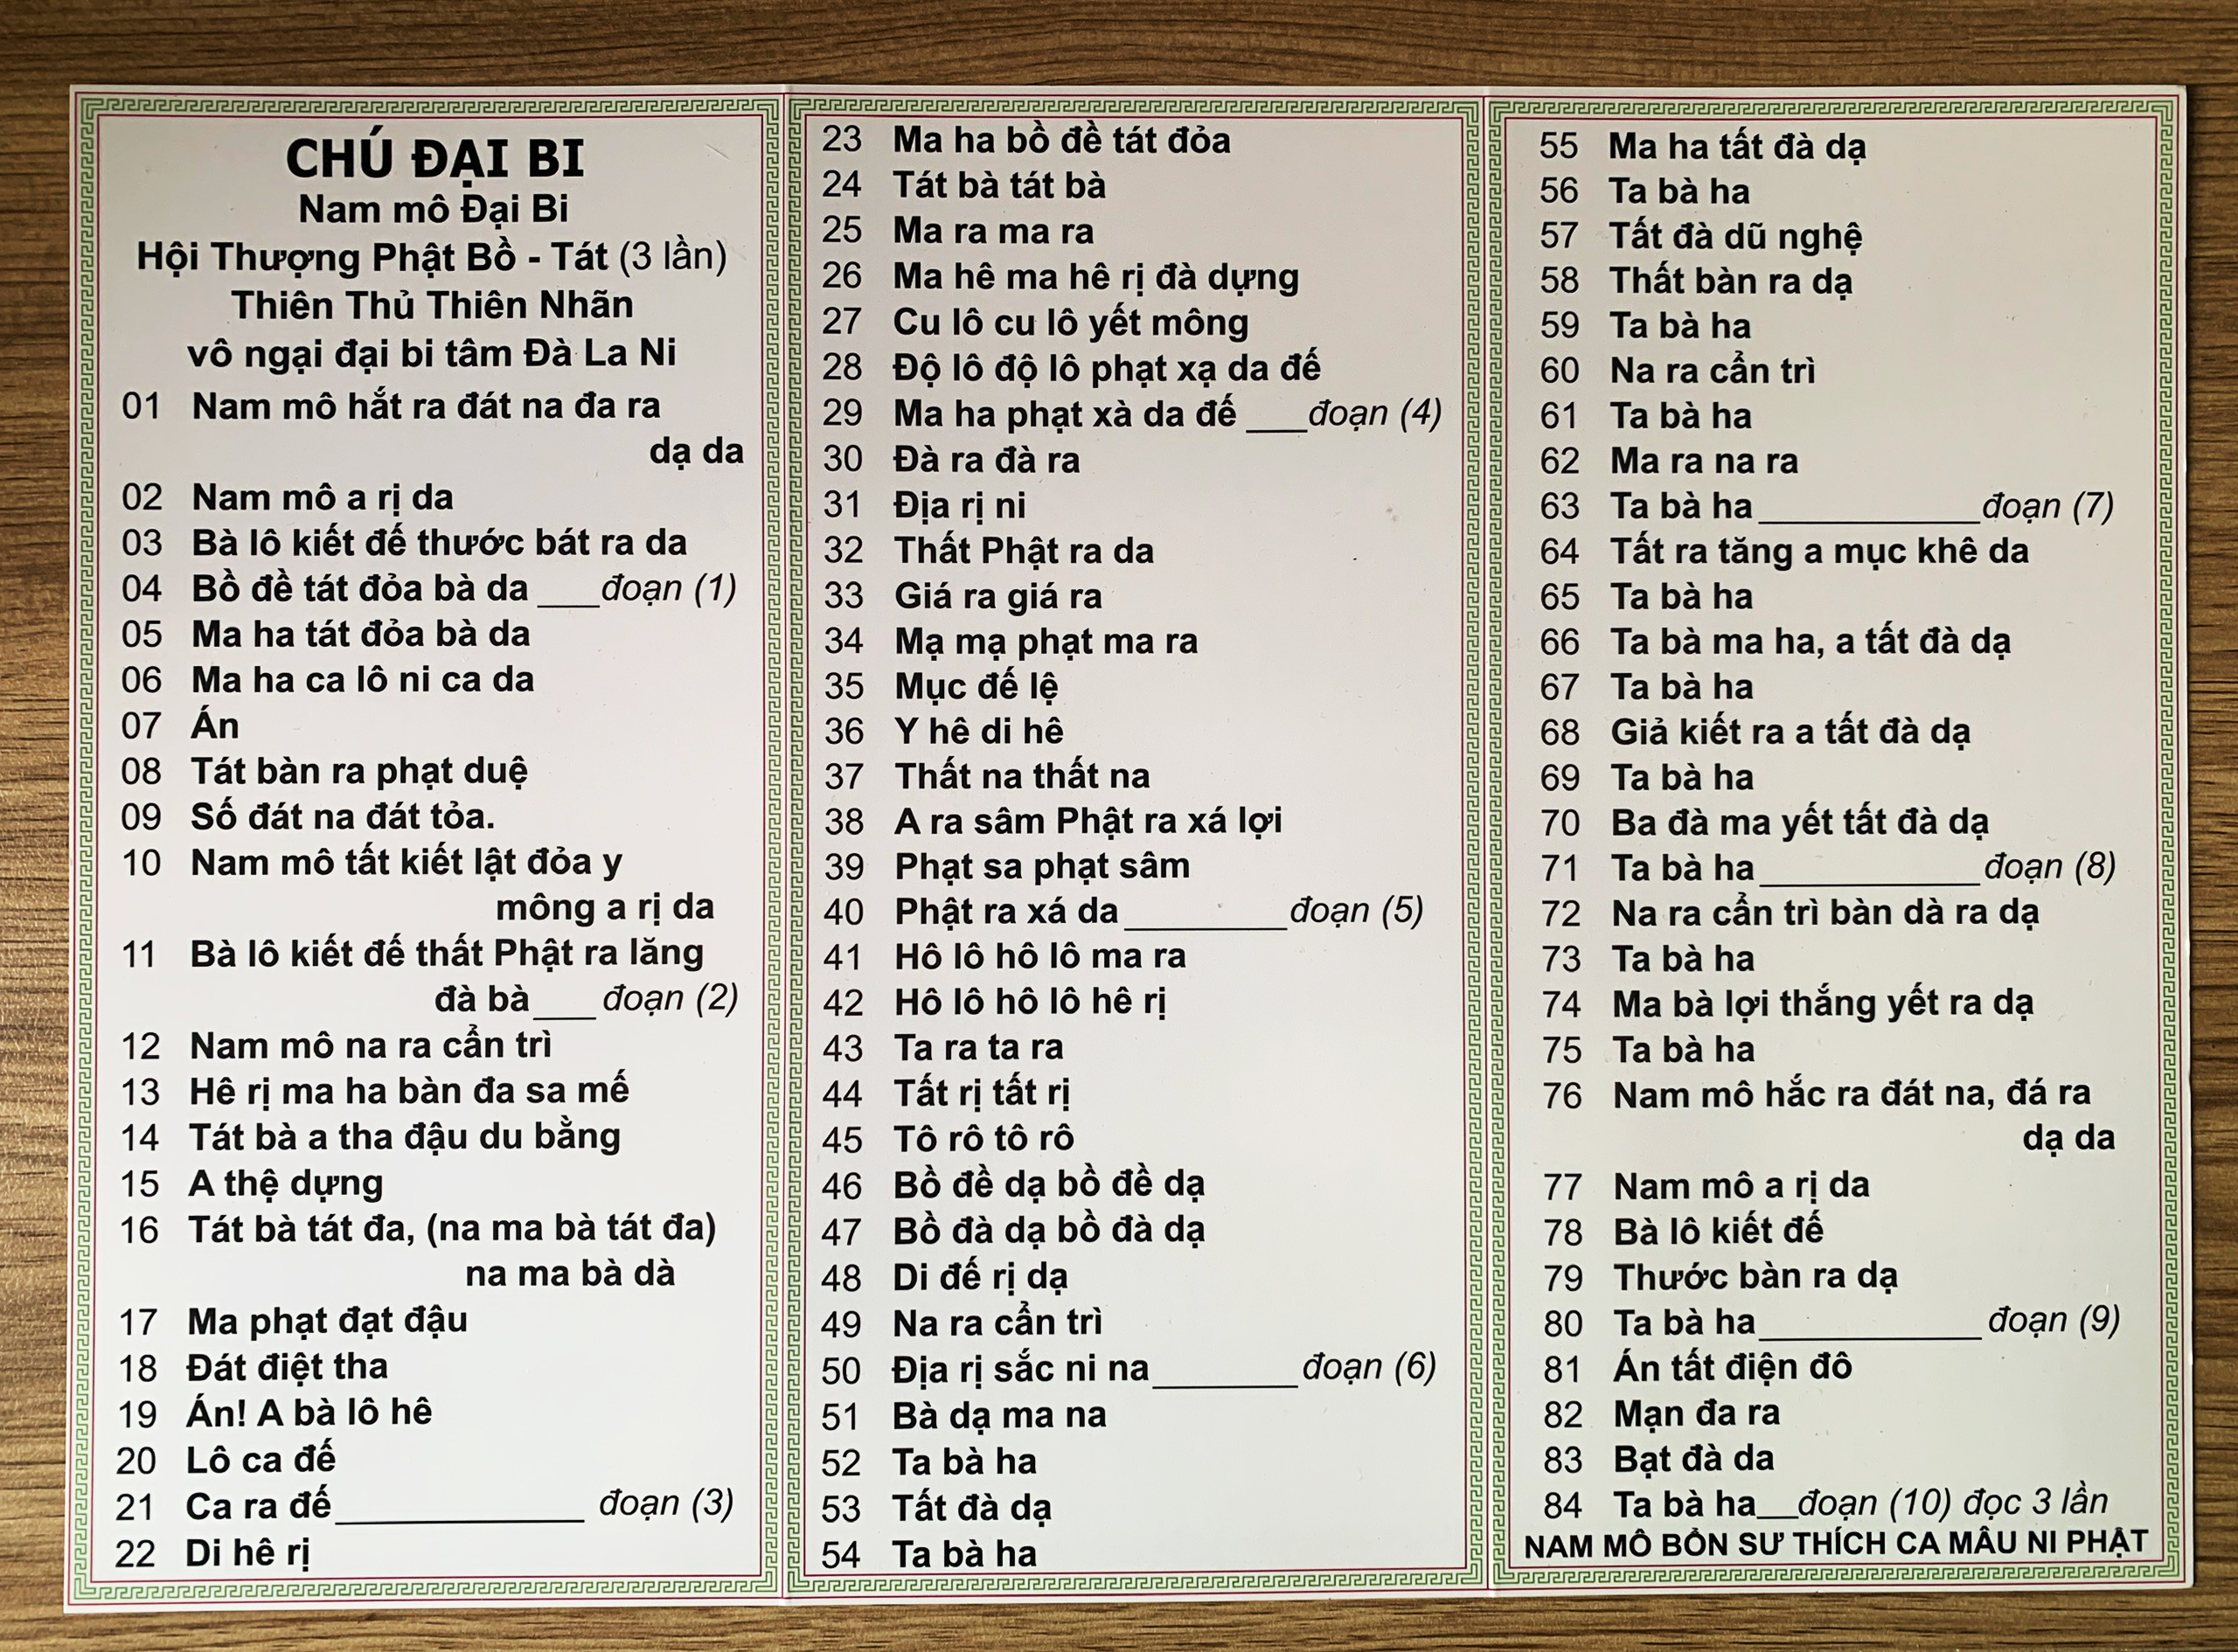 CHÚ ĐẠI BI
Nam mô Đại Bi
Hội Thượng Phật Bồ - Tát (3 lần)
Thiên Thủ Thiên Nhãn
vô ngại đại bi tâm Đà La Ni
01 Nam mô hắt ra đát na đa ra
dạ da
02 Nam mô a rị da
03 Bà lô kiết đế thước bát ra da
04 Bồ đề tát đỏa bà da ___đoạn (1)
05 Ma ha tát đỏa bà da
06 Ma ha ca lô ni ca da
07 Án
08 Tát bàn ra phạt duệ
09 Số đát na đát tỏa.
10 Nam mô tất kiết lật đỏa y
mông a rị da
11 Bà lô kiết đế thất Phật ra lăng
đà bà___ đoạn (2)
12 Nam mô na ra cẩn trì
13 Hê rị ma ha bàn đa sa mế
14 Tát bà a tha đậu du bằng
15 A thệ dựng
16 Tát bà tát đa, (na ma bà tát đa)
na ma bà dà
17 Ma phạt đạt đậu
18 Đát điệt tha
19 Án! A bà lô hê
20 Lô ca đế
21 Ca ra đế____________ đoạn (3)
22 Di hê rị
23 Ma ha bồ đề tát đỏa
24 Tát bà tát bà
25 Ma ra ma ra
26 Ma hê ma hê rị đà dựng
27 Cu lô cu lô yết mông
28 Độ lô độ lô phạt xạ da đế
29 Ma ha phạt xà da đế ___đoạn (4)
30 Đà ra đà ra
31 Địa rị ni
32 Thất Phật ra da
33 Giá ra giá ra
34 Mạ mạ phạt ma ra
35 Mục đế lệ
36 Y hê di hê
37 Thất na thất na
38 A ra sâm Phật ra xá lợi
39 Phạt sa phạt sâm
40 Phật ra xá da________đoạn (5)
41 Hô lô hô lô ma ra
42 Hô lô hô lô hê rị
43 Ta ra ta ra
44 Tất rị tất rị
45 Tô rô tô rô
46 Bồ đề dạ bồ đề dạ
47 Bồ đà dạ bồ đà dạ
48 Di đế rị dạ
49 Na ra cẩn trì
50 Địa rị sắc ni na_______đoạn (6)
51 Bà dạ ma na
52 Ta bà ha
53 Tất đà dạ
54 Ta bà ha
55 Ma ha tất đà dạ
56 Ta bà ha
57 Tất đà dũ nghệ
58 Thất bàn ra dạ
59 Ta bà ha
60 Na ra cẩn trì
61 Ta bà ha
62 Ma ra na ra
63 Ta bà ha___________đoạn (7)
64 Tất ra tăng a mục khê da
65 Ta bà ha
66 Ta bà ma ha, a tất đà dạ
67 Ta bà ha
68 Giả kiết ra a tất đà dạ
69 Ta bà ha
70 Ba đà ma yết tất đà dạ
71 Ta bà ha___________đoạn (8)
72 Na ra cẩn trì bàn dà ra dạ
73 Ta bà ha
74 Ma bà lợi thắng yết ra dạ
75 Ta bà ha
76 Nam mô hắc ra đát na, đá ra
dạ da
77 Nam mô a rị da
78 Bà lô kiết đế
79 Thước bàn ra dạ
80 Ta bà ha___________ đoạn (9)
81 Án tất điện đô
82 Mạn đa ra
83 Bạt đà da
84 Ta bà ha__đoạn (10) đọc 3 lần
NAM MÔ BỔN SƯ THÍCH CA MÂU NI PHẬT